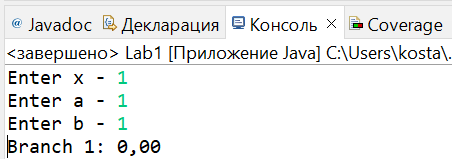 @ Javadoc Декларация Консоль Coverage
<завершено> Lab1 [Приложение Java] C:\Users\kosta\.
Enter x - 1
Enter a - 1
Enter b - 1
Branch 1: 0,00